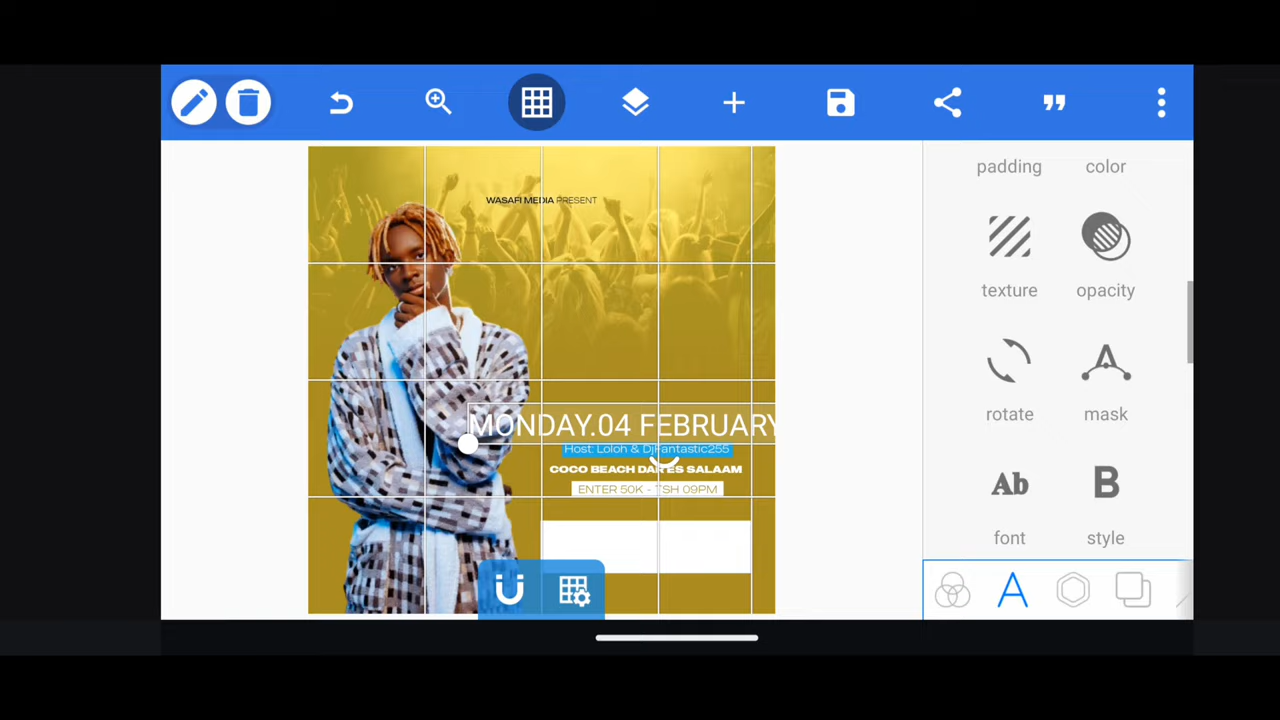 padding color
WASAFI MEDIA PRESENT
texture opacity
rotate mask
MONDAY.04 FEBRUARY
Host: Loloh & DjFantastic255
COCO BEACH DAR ES SALAAM
ENTER 50K - TSH 09PM
Ab B
font style
A